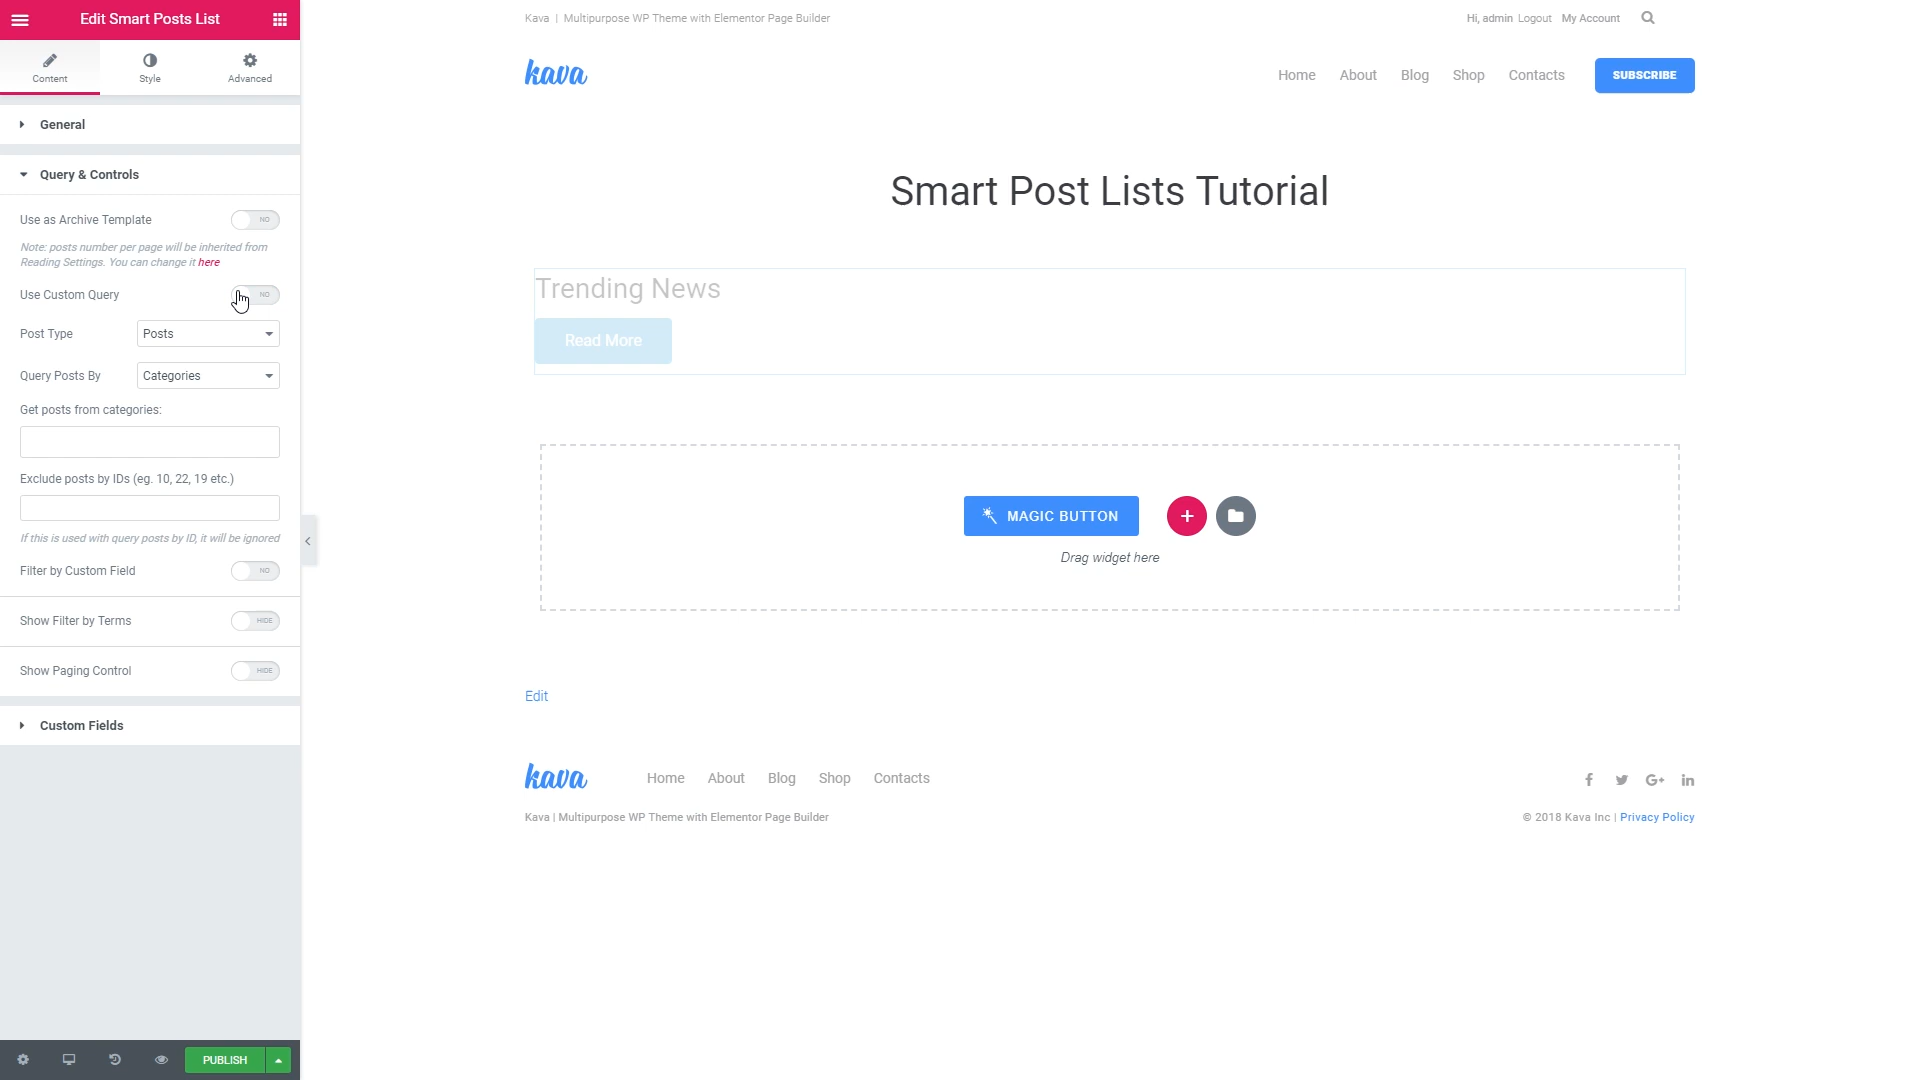 Edit Smart Posts List
Content
Style
Advanced
General
Query & Controls
Use as Archive Template
NO
Note: posts number per page will be inherited from
Reading Settings. You can change it here
Use Custom Query
NO
Post Type
Posts
Query Posts By
Categories
Get posts from categories:
Exclude posts by IDs (eg. 10, 22, 19 etc.)
If this is used with query posts by ID, it will be ignored
Filter by Custom Field
NO
Show Filter by Terms
HIDE
Show Paging Control
HIDE
Custom Fields
PUBLISH
Kava | Multipurpose WP Theme with Elementor Page Builder
Hi, admin Logout My Account
kava
Home About Blog Shop Contacts
SUBSCRIBE
Smart Post Lists Tutorial
Trending News
Read More
MAGIC BUTTON
+
Drag widget here
Edit
kava
Home About Blog Shop Contacts
Kava | Multipurpose WP Theme with Elementor Page Builder
© 2018 Kava Inc | Privacy Policy